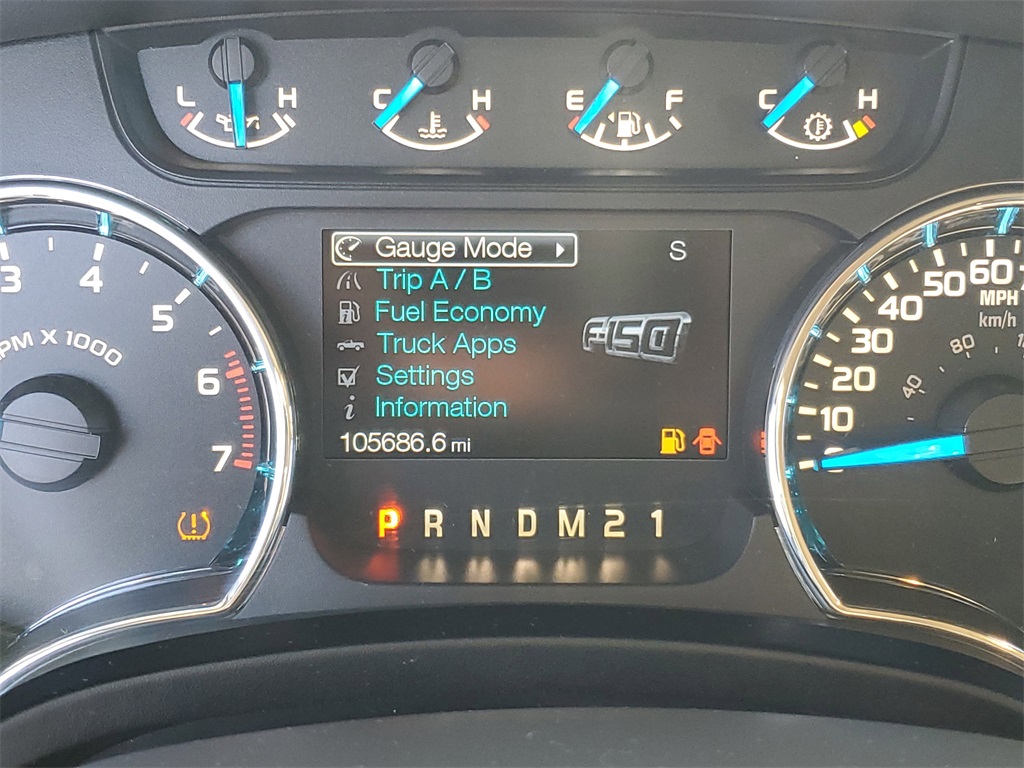 L H
C H
E F
C H
Gauge Mode
S
Trip A / B
Fuel Economy
Truck Apps
Settings
Information
F150
105686.6 mi
3
4
5
6
7
PM X 1000
60
50
40
30
20
10
0
MPH
km/h
80
40
P R N D M 2 1